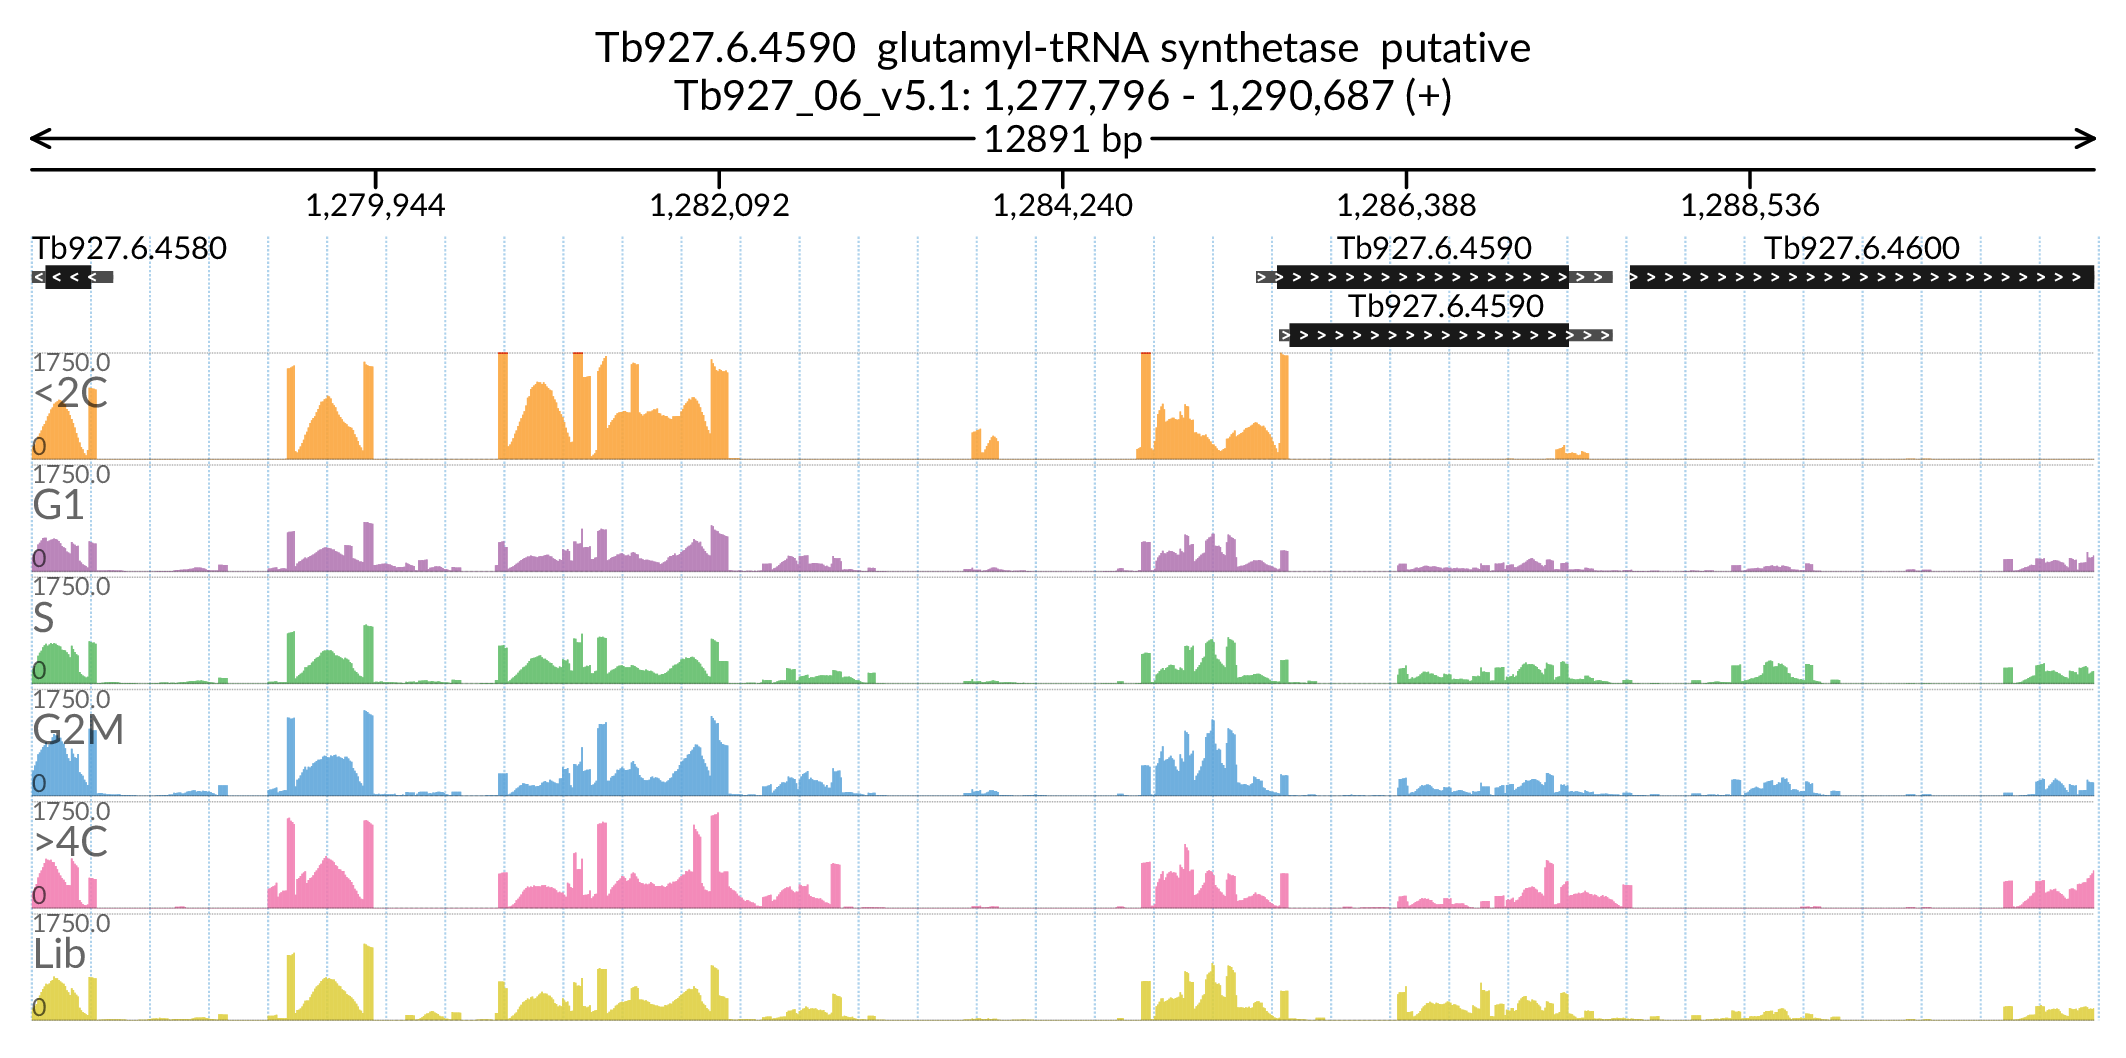 Tb927.6.4590  glutamyl-tRNA synthetase  putative
Tb927_06_v5.1: 1,277,796 - 1,290,687 (+)
12891 bp
1,279,944 1,282,092 1,284,240 1,286,388 1,288,536
Tb927.6.4580 Tb927.6.4590 Tb927.6.4600
Tb927.6.4590
1750.0
<2C
0
1750.0
G1
0
1750.0
S
0
1750.0
G2M
0
1750.0
>4C
0
1750.0
Lib
0